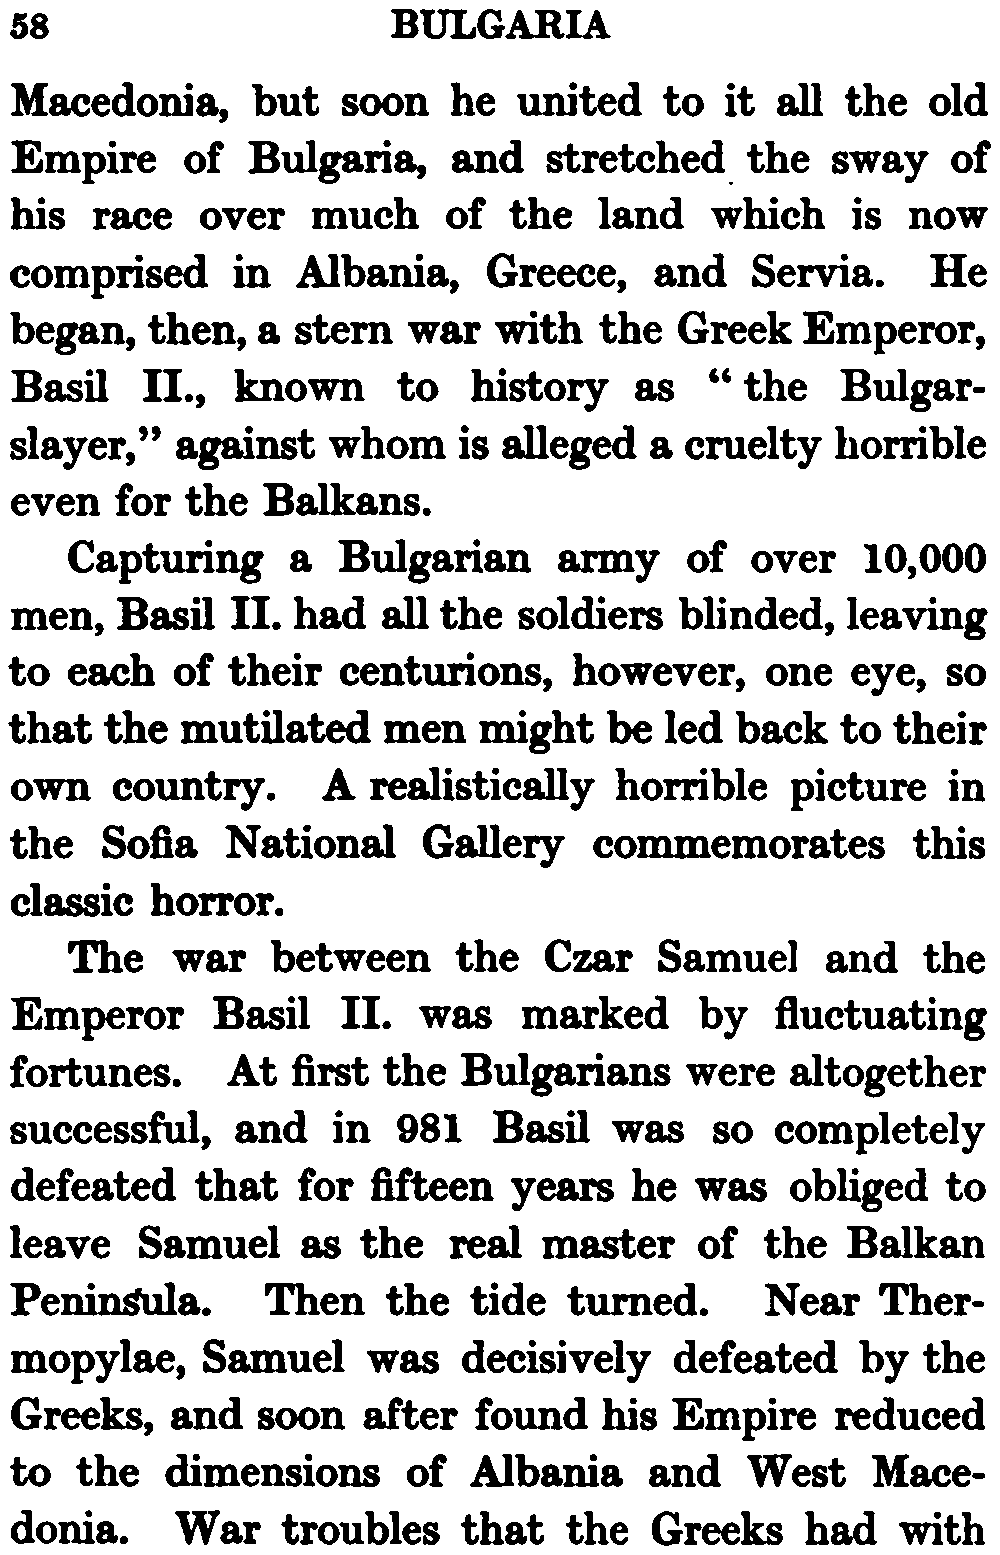 58 BULGARIA
Macedonia, but soon he united to it all the old
Empire of Bulgaria, and stretched the sway of
his race over much of the land which is now
comprised in Albania, Greece, and Servia. He
began, then, a stern war with the Greek Emperor,
Basil II., known to history as “ the Bulgar-
slayer,” against whom is alleged a cruelty horrible
even for the Balkans.
Capturing a Bulgarian army of over 10,000
men, Basil II. had all the soldiers blinded, leaving
to each of their centurions, however, one eye, so
that the mutilated men might be led back to their
own country. A realistically horrible picture in
the Sofia National Gallery commemorates this
classic horror.
The war between the Czar Samuel and the
Emperor Basil II. was marked by fluctuating
fortunes. At first the Bulgarians were altogether
successful, and in 981 Basil was so completely
defeated that for fifteen years he was obliged to
leave Samuel as the real master of the Balkan
Peninsula. Then the tide turned. Near Ther-
mopylae, Samuel was decisively defeated by the
Greeks, and soon after found his Empire reduced
to the dimensions of Albania and West Mace-
donia. War troubles that the Greeks had with